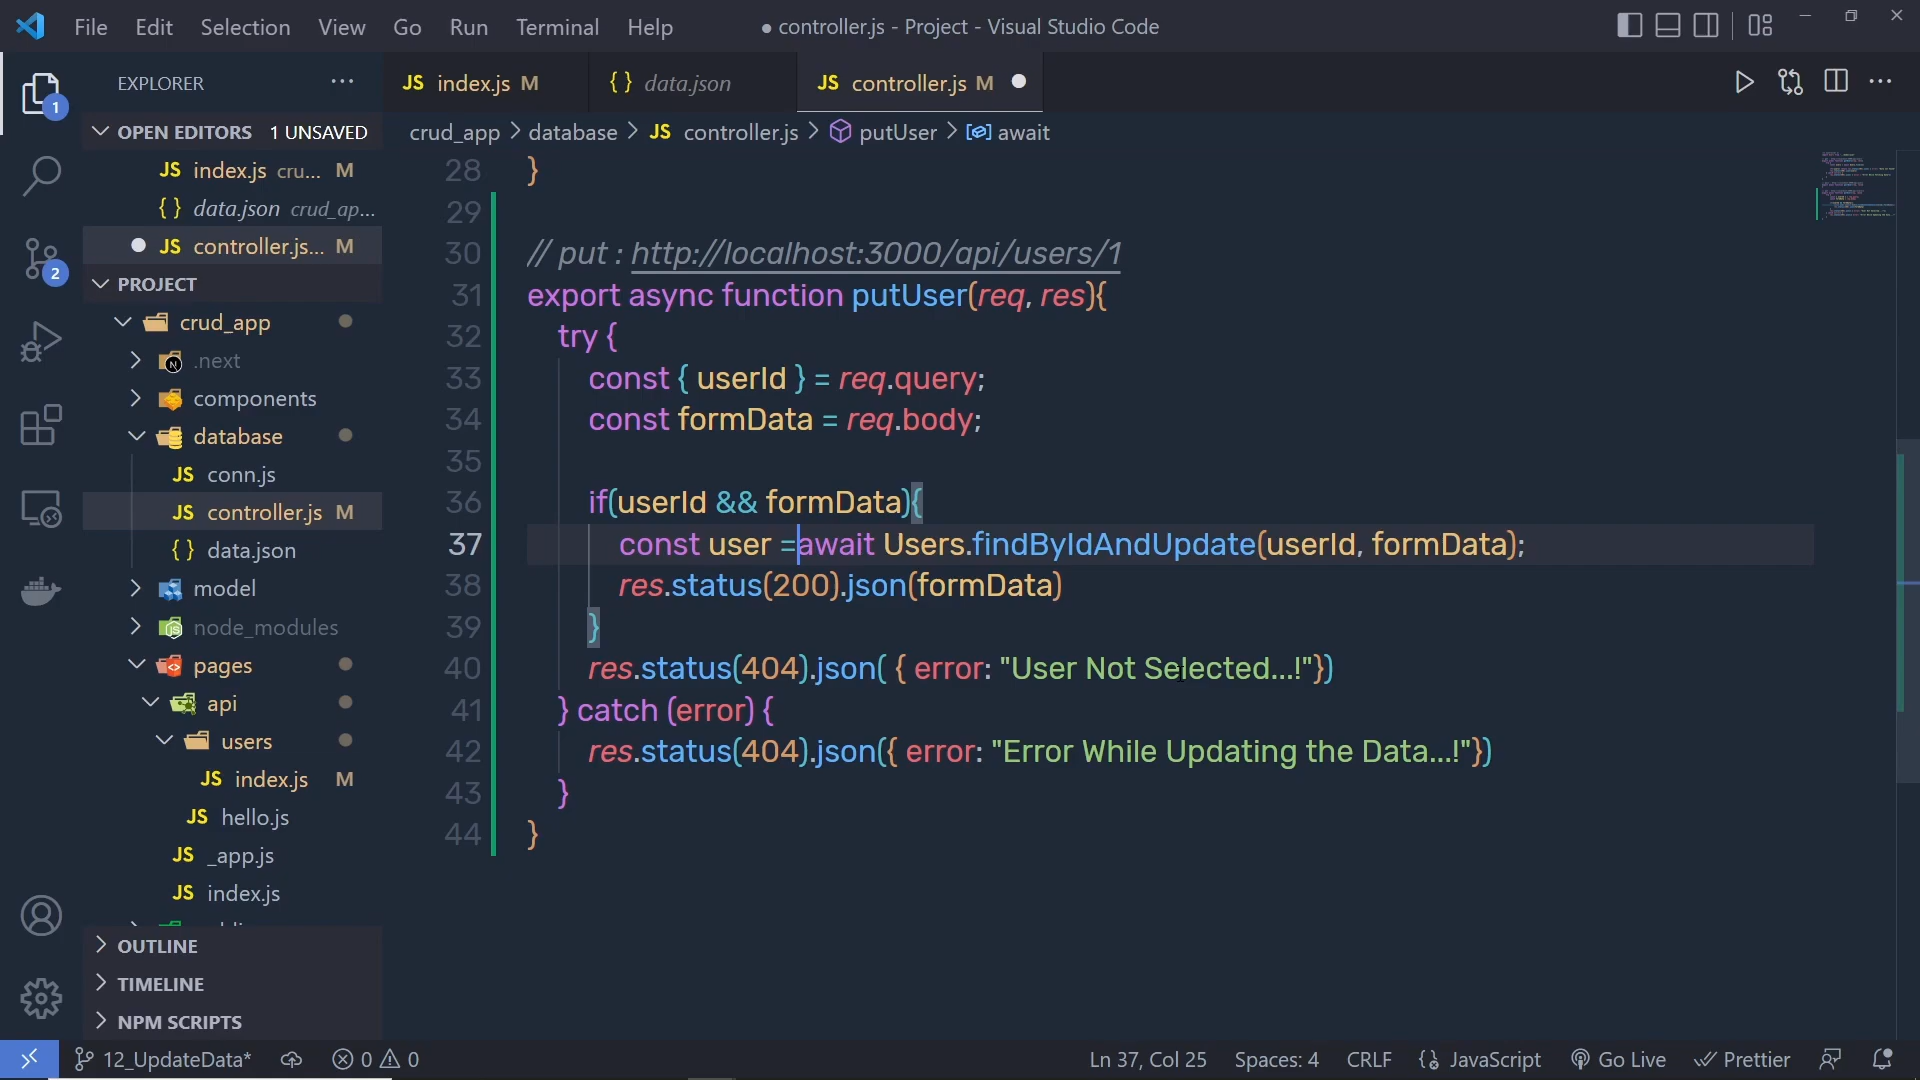 File Edit Selection View Go Run Terminal Help ● controller.js - Project - Visual Studio Code
EXPLORER ···
JS index.js M {} data.json JS controller.js M ●
OPEN EDITORS 1 UNSAVED
crud_app > database > JS controller.js > putUser > await
JS index.js cru... M
{} data.json crud_ap...
● JS controller.js... M
PROJECT
crud_app
.next
components
database
JS conn.js
JS controller.js M
{} data.json
model
node_modules
pages
api
users
JS index.js M
JS hello.js
JS _app.js
JS index.js
OUTLINE
TIMELINE
NPM SCRIPTS
1
2
28 }
29
30 // put : http://localhost:3000/api/users/1
31 export async function putUser(req, res){
32 try {
33 const { userId } = req.query;
34 const formData = req.body;
35
36 if(userId && formData){
37 const user =await Users.findByIdAndUpdate(userId, formData);
38 res.status(200).json(formData)
39 }
40 res.status(404).json( { error: "User Not Selected...!"})
41 } catch (error) {
42 res.status(404).json({ error: "Error While Updating the Data...!"})
43 }
44 }
12_UpdateData* 0 0 Ln 37, Col 25 Spaces: 4 CRLF {} JavaScript Go Live Prettier